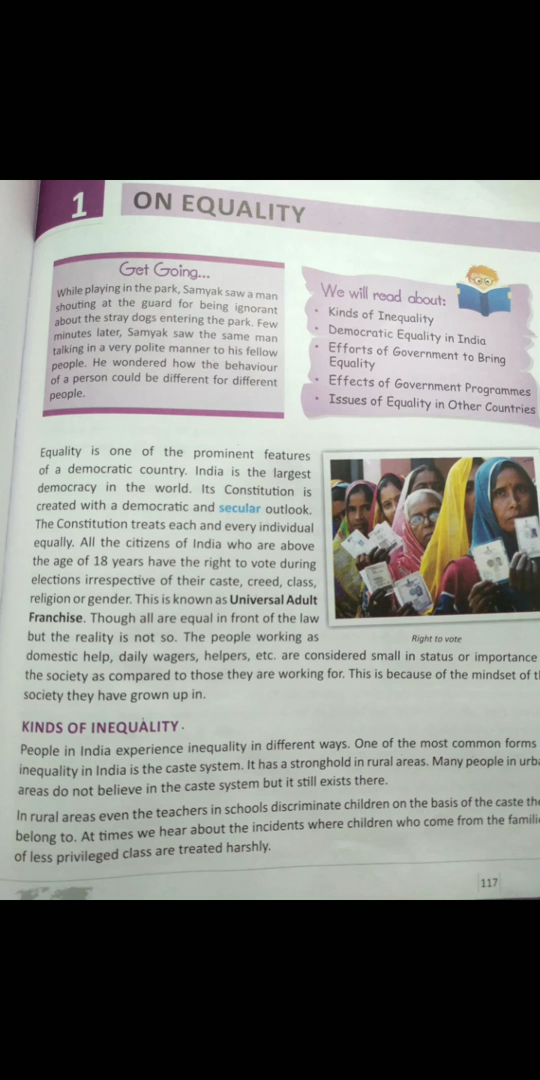 1
ON EQUALITY
Get Going...
While playing in the park, Samyak saw a man
shouting at the guard for being ignorant
about the stray dogs entering the park. Few
minutes later, Samyak saw the same man
talking in a very polite manner to his fellow
people. He wondered how the behaviour
of a person could be different for different
people.
We will read about:
• Kinds of Inequality
• Democratic Equality in India
• Efforts of Government to Bring
Equality
• Effects of Government Programmes
• Issues of Equality in Other Countries
Equality is one of the prominent features
of a democratic country. India is the largest
democracy in the world. Its Constitution is
created with a democratic and secular outlook.
The Constitution treats each and every individual
equally. All the citizens of India who are above
the age of 18 years have the right to vote during
elections irrespective of their caste, creed, class,
religion or gender. This is known as Universal Adult
Franchise. Though all are equal in front of the law
but the reality is not so. The people working as
Right to vote
domestic help, daily wagers, helpers, etc. are considered small in status or importance
the society as compared to those they are working for. This is because of the mindset of
society they have grown up in.
KINDS OF INEQUALITY
People in India experience inequality in different ways. One of the most common forms
inequality in India is the caste system. It has a stronghold in rural areas. Many people in
areas do not believe in the caste system but it still exists there.
In rural areas even the teachers in schools discriminate children on the basis of the caste
belong to. At times we hear about the incidents where children who come from the
of less privileged class are treated harshly.
117